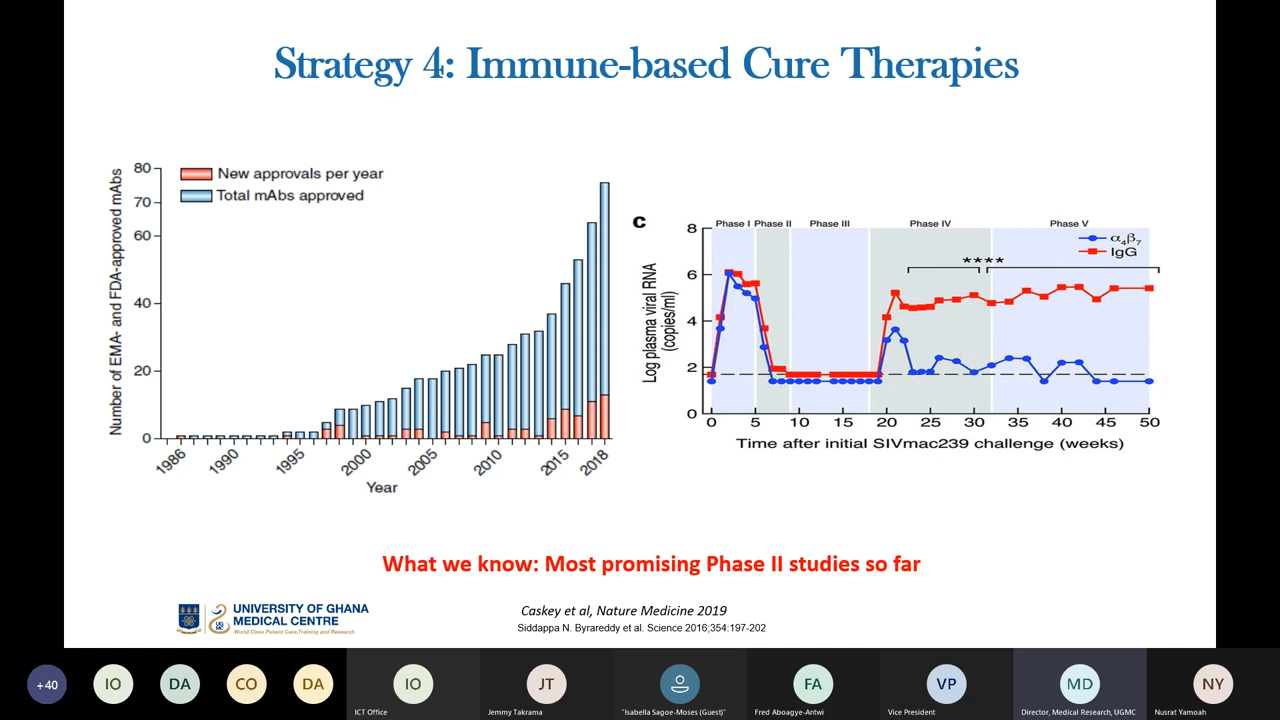 Strategy 4: Immune-based Cure Therapies
Number of EMA- and FDA-approved mAbs
80
70
60
40
20
0
New approvals per year
Total mAbs approved
1986
1990
1995
2000
2005
2010
2015
2018
Year
c
Phase I Phase II Phase III Phase IV Phase V
Log plasma viral RNA
(copies/ml)
8
6
4
2
0
α4β7
IgG
****
0 5 10 15 20 25 30 35 40 45 50
Time after initial SIVmac239 challenge (weeks)
What we know: Most promising Phase II studies so far
UNIVERSITY OF GHANA
MEDICAL CENTRE
World Class Patient Care,Training and Research
Caskey et al, Nature Medicine 2019
Siddappa N. Byrareddy et al. Science 2016;354:197-202
+40 IO DA CO DA IO JT FA VP MD NY
ICT Office
Jemmy Takrama
"Isabella Sagoe-Moses (Guest)"
Fred Aboagye-Antwi
Vice President
Director, Medical Research, UGMC
Nusrat Yamoah